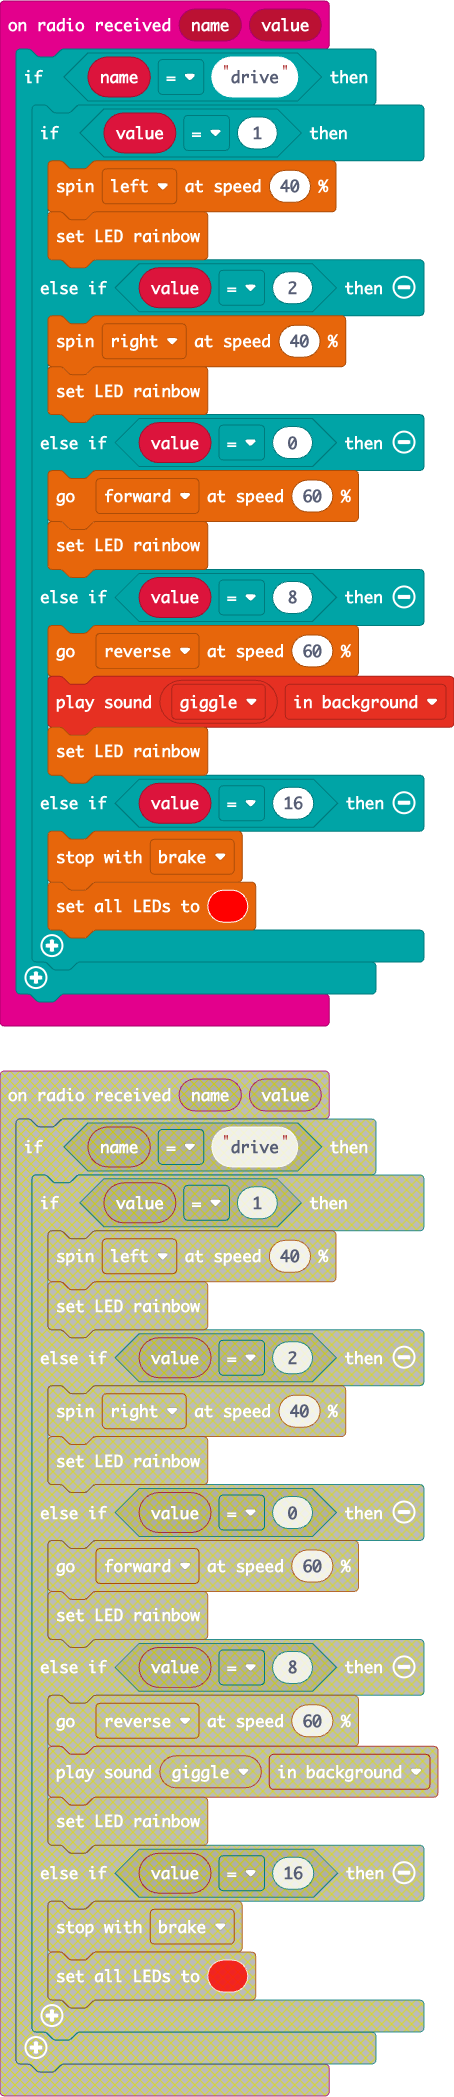 on radio received name value
if name = "drive" then
if value = 1 then
spin left at speed 40 %
set LED rainbow
else if value = 2 then
spin right at speed 40 %
set LED rainbow
else if value = 0 then
go forward at speed 60 %
set LED rainbow
else if value = 8 then
go reverse at speed 60 %
play sound giggle in background
set LED rainbow
else if value = 16 then
stop with brake
set all LEDs to
on radio received name value
if name = "drive" then
if value = 1 then
spin left at speed 40 %
set LED rainbow
else if value = 2 then
spin right at speed 40 %
set LED rainbow
else if value = 0 then
go forward at speed 60 %
set LED rainbow
else if value = 8 then
go reverse at speed 60 %
play sound giggle in background
set LED rainbow
else if value = 16 then
stop with brake
set all LEDs to